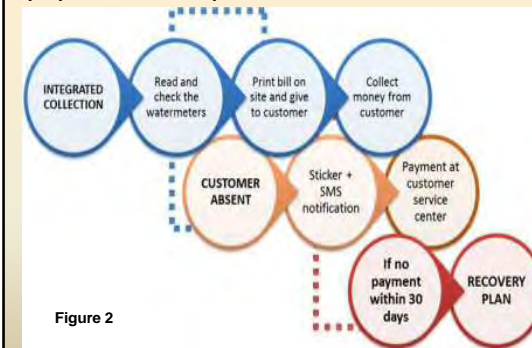 INTEGRATED
COLLECTION
Read and
check the
watermeters
Print bill on
site and give
to customer
Collect
money from
customer
CUSTOMER
ABSENT
Sticker +
SMS
notification
Payment at
customer
service
center
If no
payment
within 30
days
RECOVERY
PLAN
Figure 2